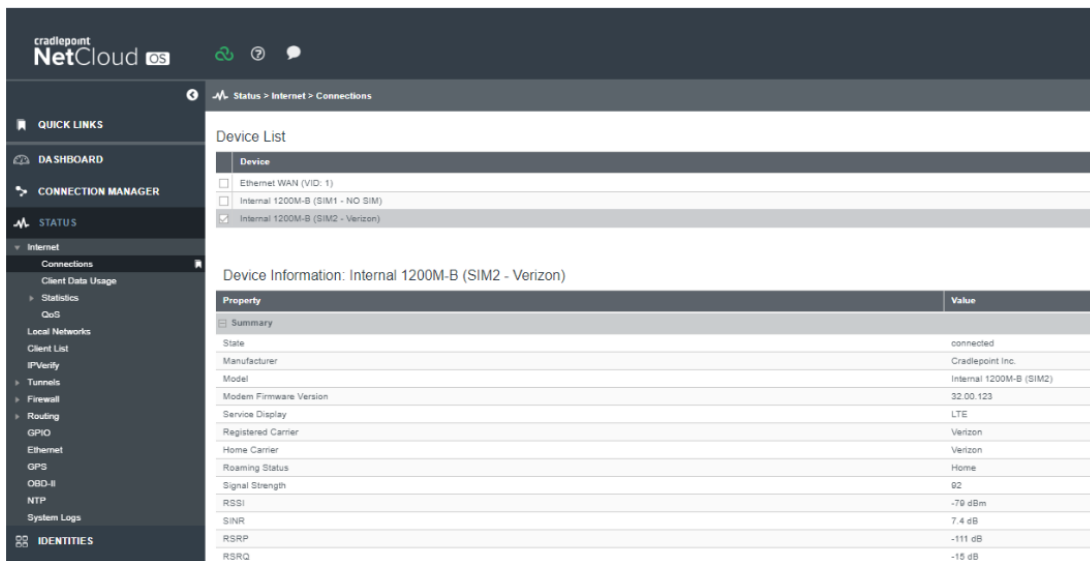 cradlepoint
NetCloud OS
Status > Internet > Connections
QUICK LINKS
DASHBOARD
CONNECTION MANAGER
STATUS
Internet
Connections
Client Data Usage
Statistics
QoS
Local Networks
Client List
IPVerify
Tunnels
Firewall
Routing
GPIO
Ethernet
GPS
OBD-II
NTP
System Logs
IDENTITIES
Device List
Device
Ethernet WAN (VID: 1)
Internal 1200M-B (SIM1 - NO SIM)
Internal 1200M-B (SIM2 - Verizon)
Device Information: Internal 1200M-B (SIM2 - Verizon)
Property Value
Summary
State connected
Manufacturer Cradlepoint Inc.
Model Internal 1200M-B (SIM2)
Modem Firmware Version 32.00.123
Service Display LTE
Registered Carrier Verizon
Home Carrier Verizon
Roaming Status Home
Signal Strength 92
RSSI -79 dBm
SINR 7.4 dB
RSRP -111 dB
RSRQ -15 dB